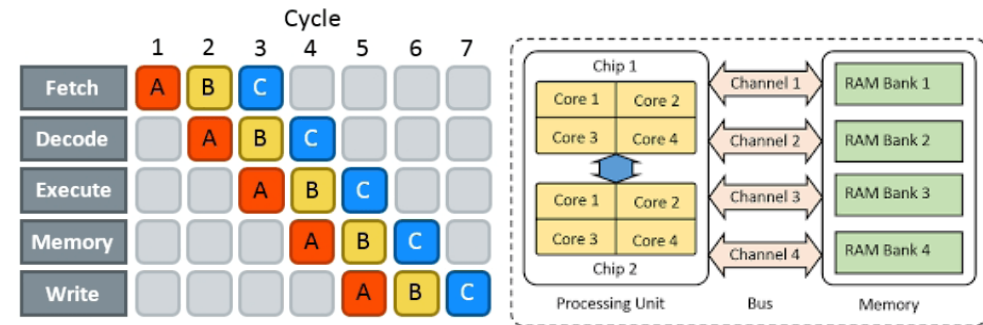 Cycle
1 2 3 4 5 6 7
Fetch A B C
Decode A B C
Execute A B C
Memory A B C
Write A B C
Chip 1
Core 1 Core 2
Core 3 Core 4
Core 1 Core 2
Core 3 Core 4
Chip 2
Processing Unit
Channel 1
Channel 2
Channel 3
Channel 4
Bus
RAM Bank 1
RAM Bank 2
RAM Bank 3
RAM Bank 4
Memory